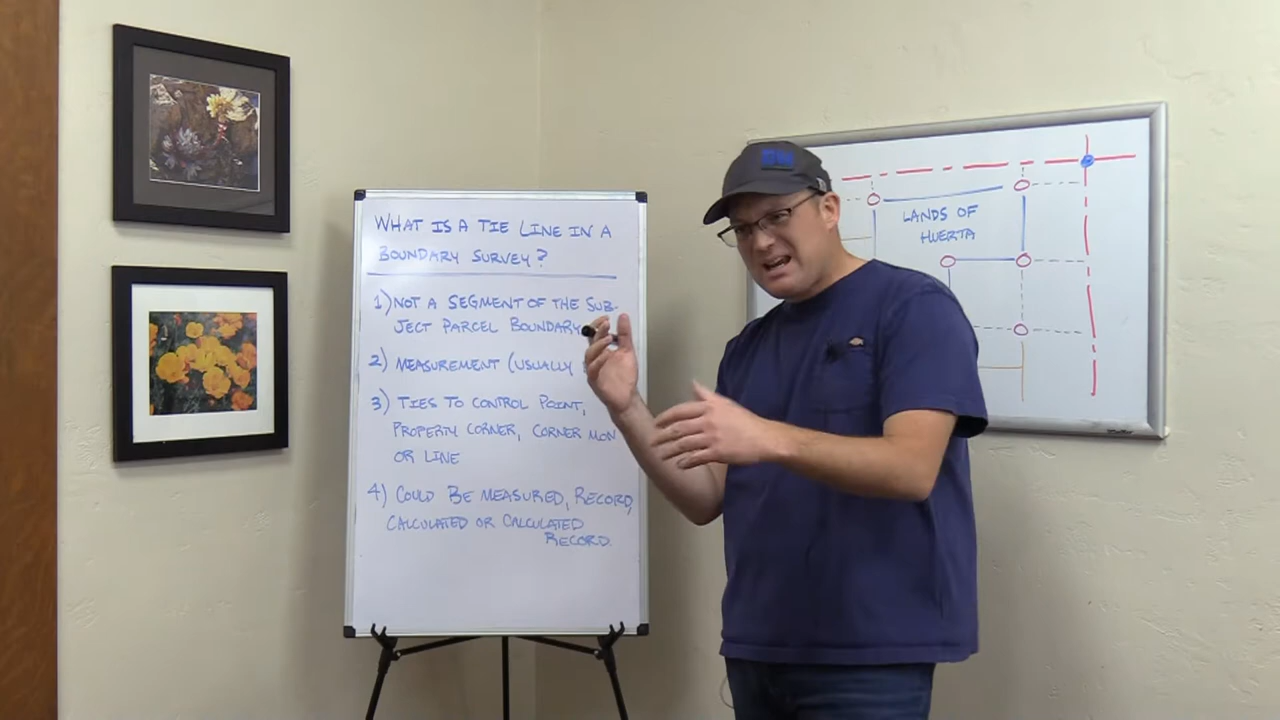 WHAT IS A TIE LINE IN A
BOUNDARY SURVEY?
1) NOT A SEGMENT OF THE SUB-
JECT PARCEL BOUNDARY
2) MEASUREMENT (USUALLY
3) TIES TO CONTROL POINT,
PROPERTY CORNER, CORNER MON
OR LINE
4) COULD BE MEASURED, RECORD,
CALCULATED OR CALCULATED
RECORD.
LANDS OF
HUERTA